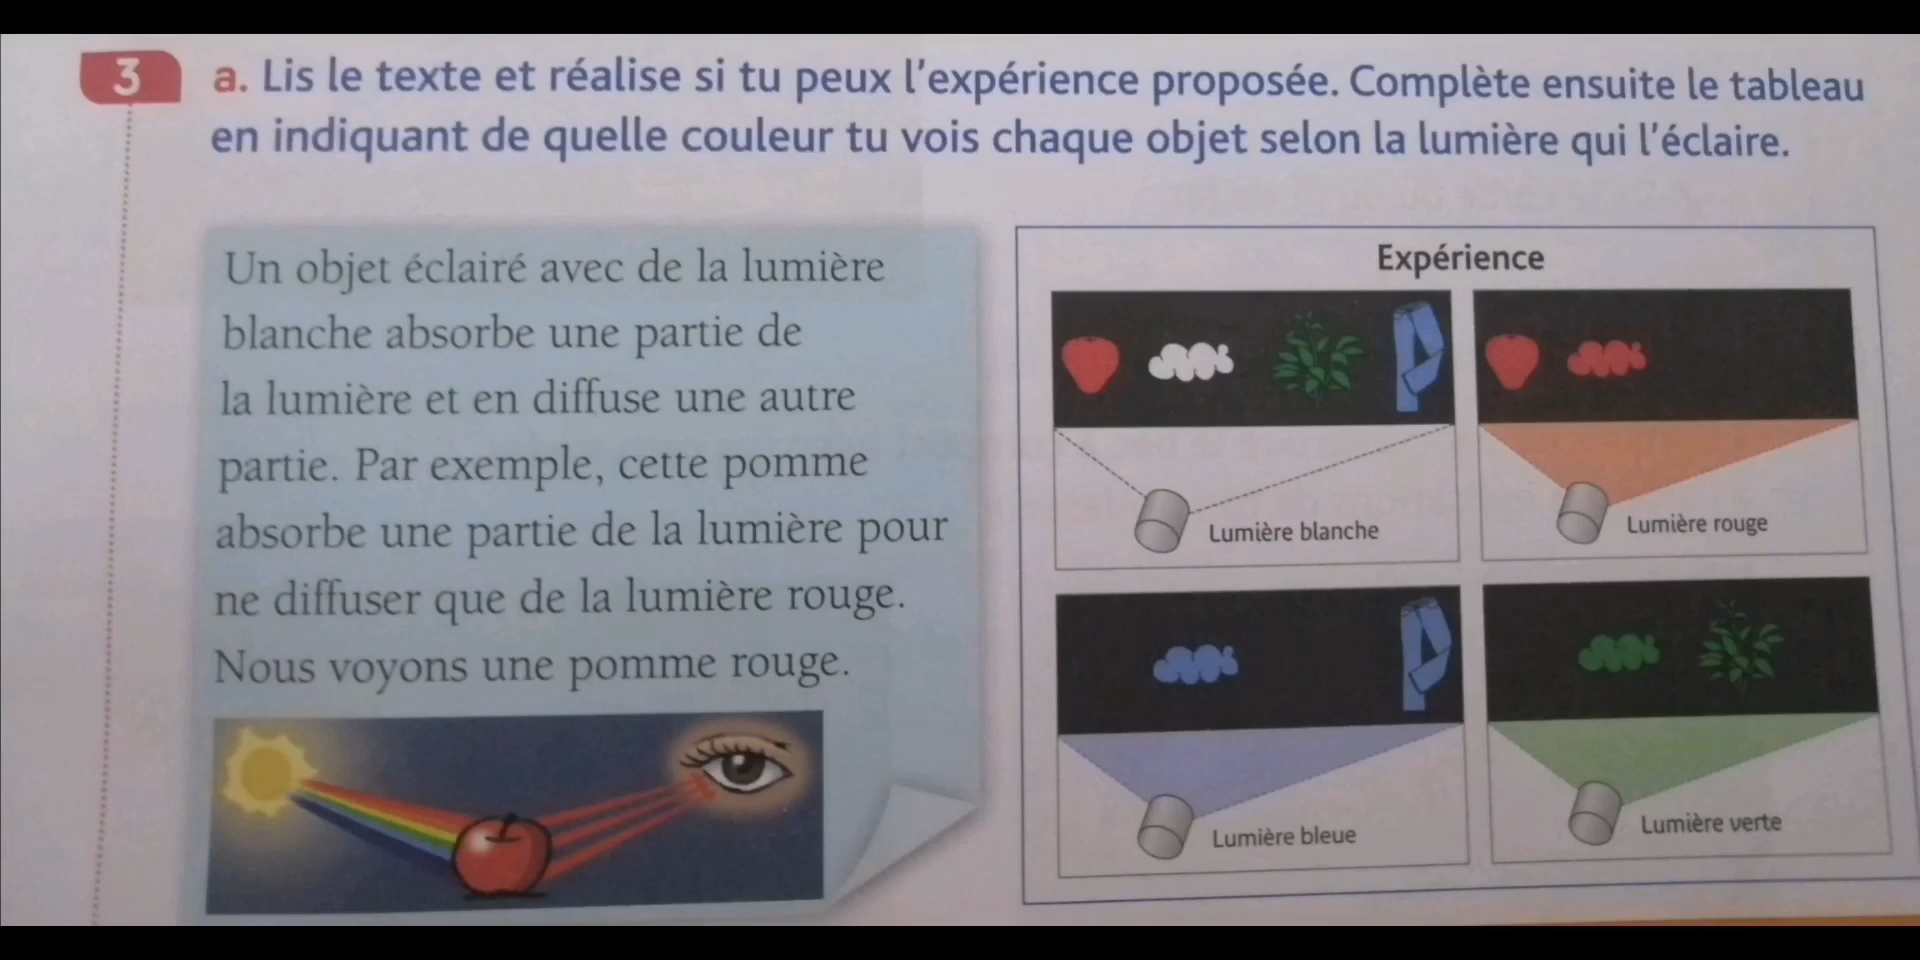 3 a. Lis le texte et réalise si tu peux l'expérience proposée. Complète ensuite le tableau
en indiquant de quelle couleur tu vois chaque objet selon la lumière qui l'éclaire.
Un objet éclairé avec de la lumière
blanche absorbe une partie de
la lumière et en diffuse une autre
partie. Par exemple, cette pomme
absorbe une partie de la lumière pour
ne diffuser que de la lumière rouge.
Nous voyons une pomme rouge.
Expérience
Lumière blanche
Lumière rouge
Lumière bleue
Lumière verte